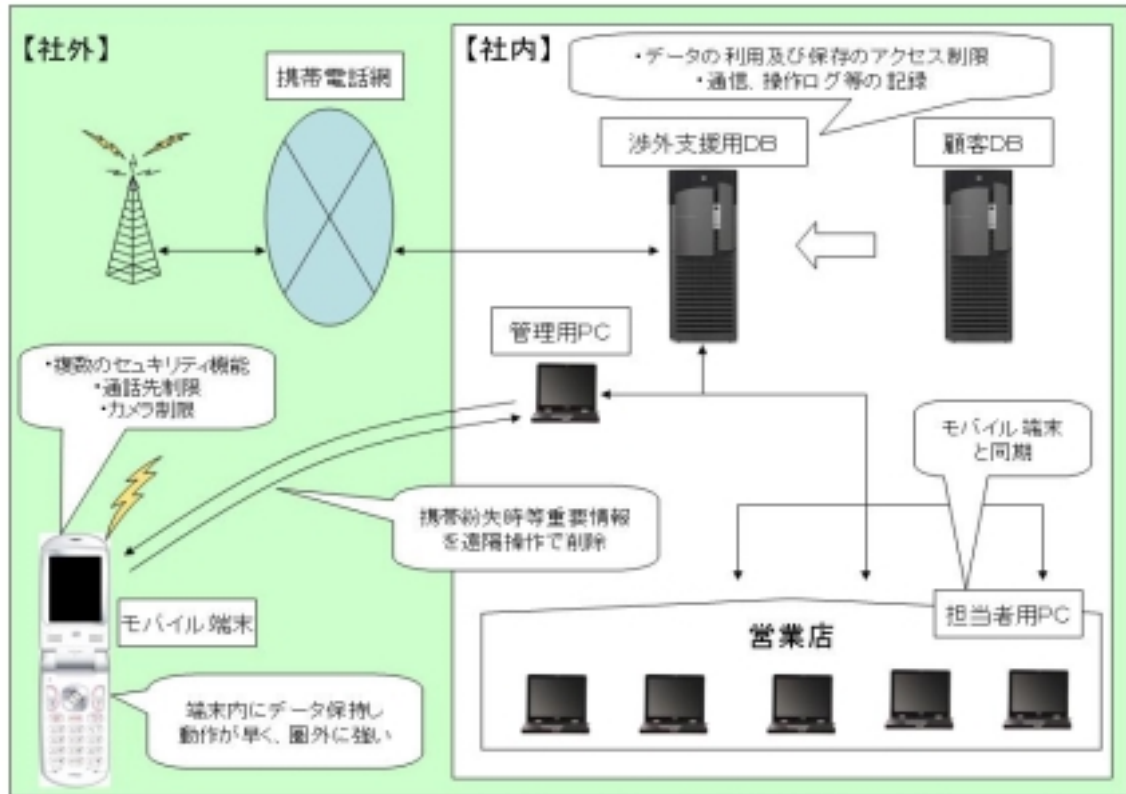 【社外】
【社内】
・データの利用及び保存のアクセス制限
・通信、操作ログ等の記録
携帯電話網
渉外支援用DB
顧客DB
管理用PC
・複数のセュキリティ機能
・通話先制限
・カメラ制限
モバイル端末
と同期
携帯紛失時等重要情報
を遠隔操作で削除
モバイル端末
担当者用PC
営業店
端末内にデータ保持し
動作が早く、圏外に強い